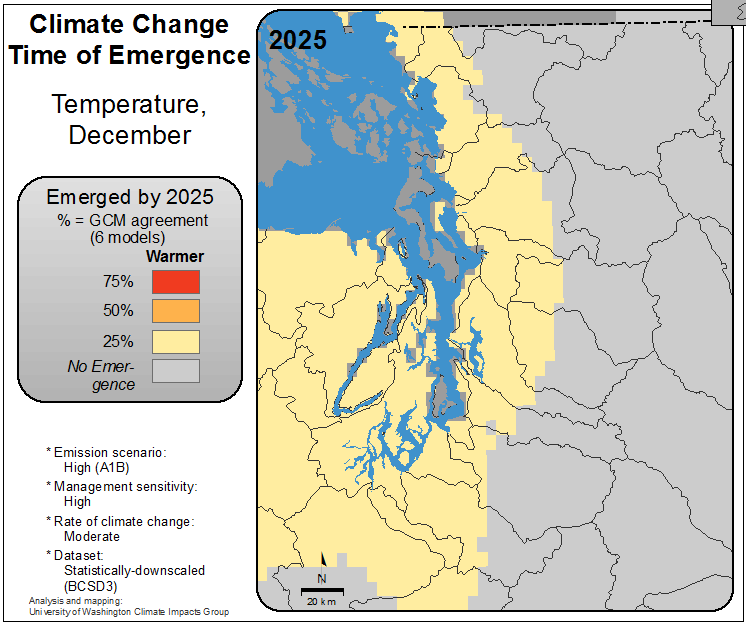 Climate Change
Time of Emergence
Temperature,
December
Emerged by 2025
% = GCM agreement
(6 models)
Warmer
75%
50%
25%
No Emer-
gence
* Emission scenario:
High (A1B)
* Management sensitivity:
High
* Rate of climate change:
Moderate
* Dataset:
Statistically-downscaled
(BCSD3)
Analysis and mapping:
University of Washington Climate Impacts Group
2025
N
20 km